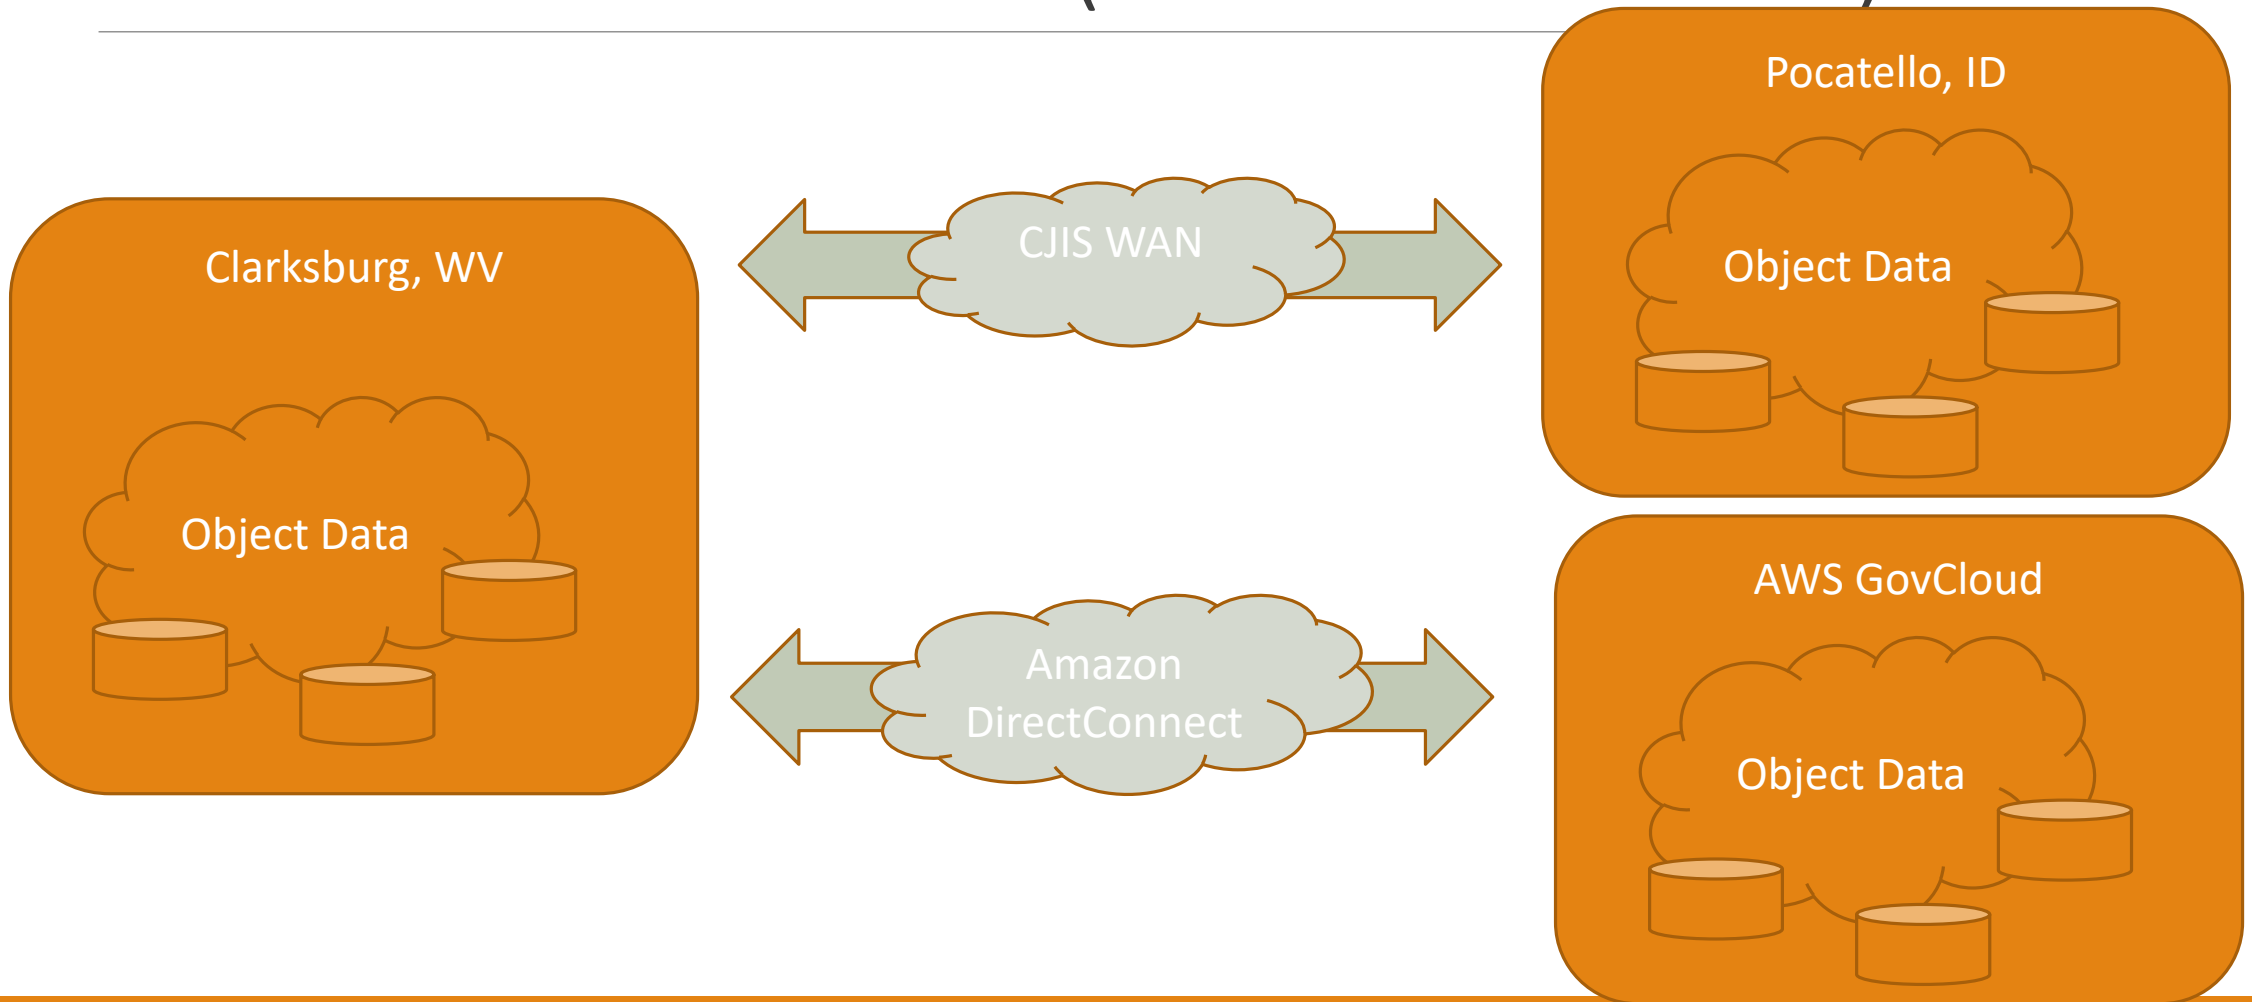 Pocatello, ID
Clarksburg, WV
CJIS WAN
Object Data
Object Data
Amazon
DirectConnect
AWS GovCloud
Object Data